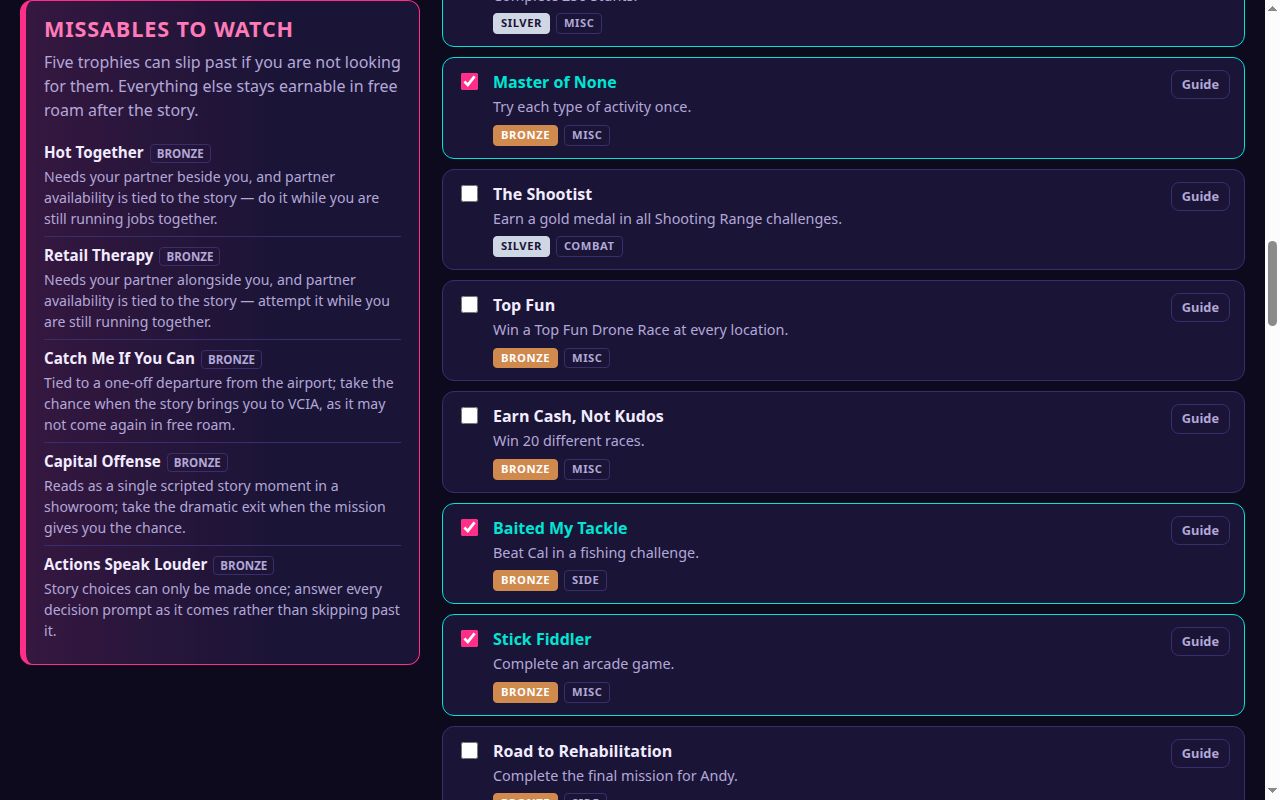 MISSABLES TO WATCH
Five trophies can slip past if you are not looking
for them. Everything else stays earnable in free
roam after the story.
Hot Together BRONZE
Needs your partner beside you, and partner
availability is tied to the story — do it while you are
still running jobs together.
Retail Therapy BRONZE
Needs your partner alongside you, and partner
availability is tied to the story — attempt it while you
are still running together.
Catch Me If You Can BRONZE
Tied to a one-off departure from the airport; take the
chance when the story brings you to VCIA, as it may
not come again in free roam.
Capital Offense BRONZE
Reads as a single scripted story moment in a
showroom; take the dramatic exit when the mission
gives you the chance.
Actions Speak Louder BRONZE
Story choices can only be made once; answer every
decision prompt as it comes rather than skipping past
it.
SILVER MISC
Master of None Guide
Try each type of activity once.
BRONZE MISC
The Shootist Guide
Earn a gold medal in all Shooting Range challenges.
SILVER COMBAT
Top Fun Guide
Win a Top Fun Drone Race at every location.
BRONZE MISC
Earn Cash, Not Kudos Guide
Win 20 different races.
BRONZE MISC
Baited My Tackle Guide
Beat Cal in a fishing challenge.
BRONZE SIDE
Stick Fiddler Guide
Complete an arcade game.
BRONZE MISC
Road to Rehabilitation Guide
Complete the final mission for Andy.